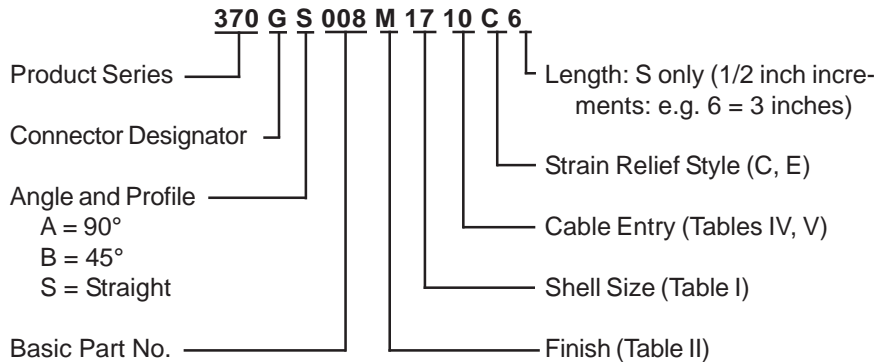 370 G S 008 M 17 10 C 6
Product Series
Connector Designator
Angle and Profile
A = 90°
B = 45°
S = Straight
Basic Part No.
Length: S only (1/2 inch incre-
ments: e.g. 6 = 3 inches)
Strain Relief Style (C, E)
Cable Entry (Tables IV, V)
Shell Size (Table I)
Finish (Table II)